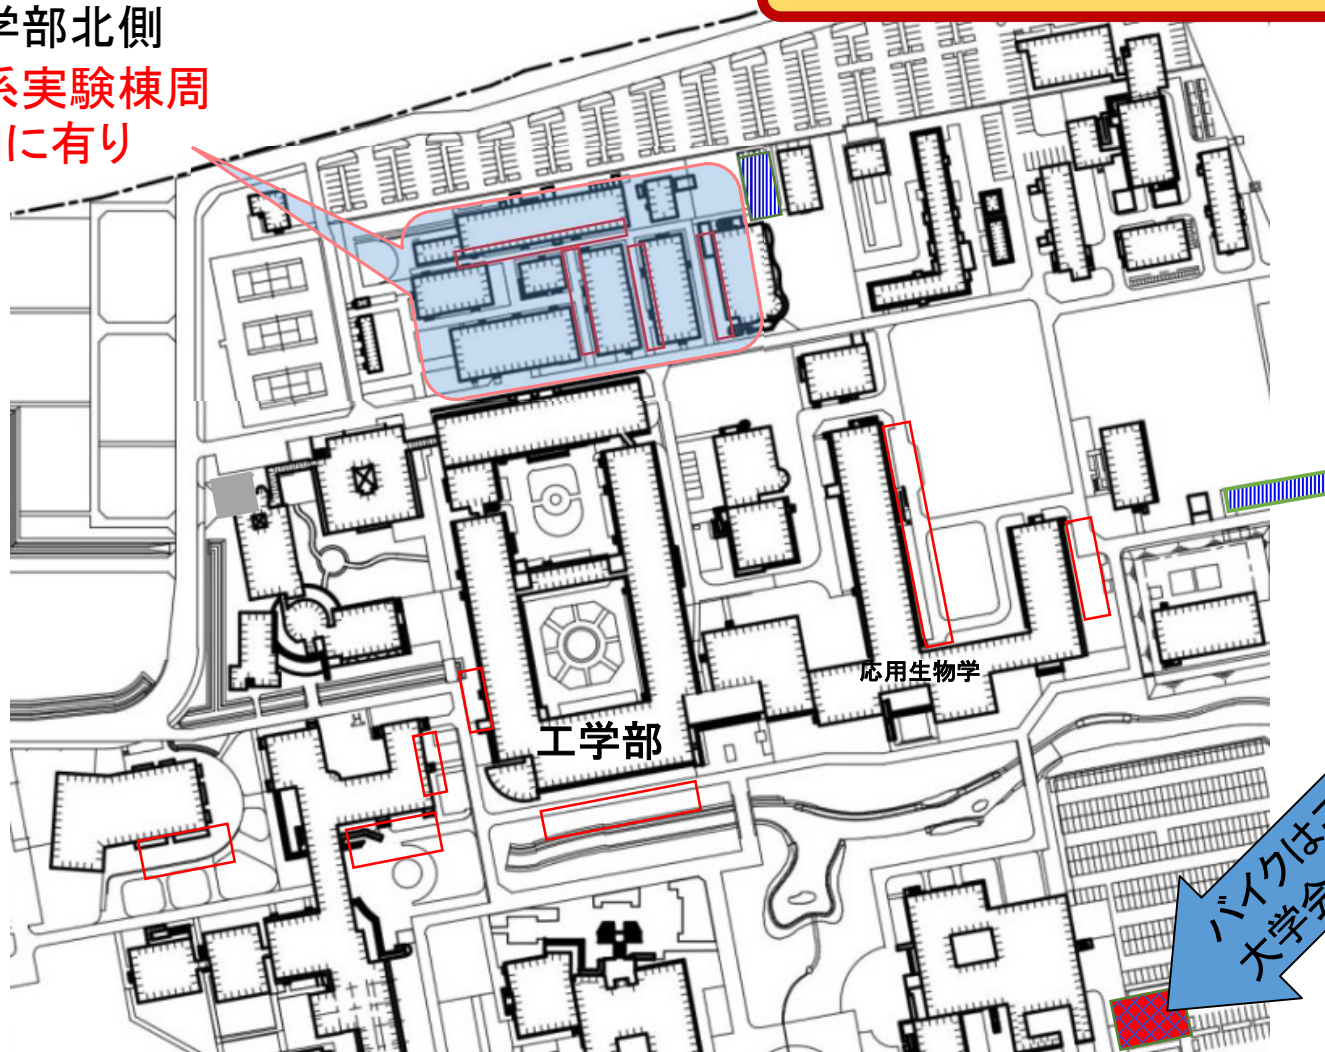 学部北側
系実験棟周
に有り
応用生物学
工学部
バイクは
大学会